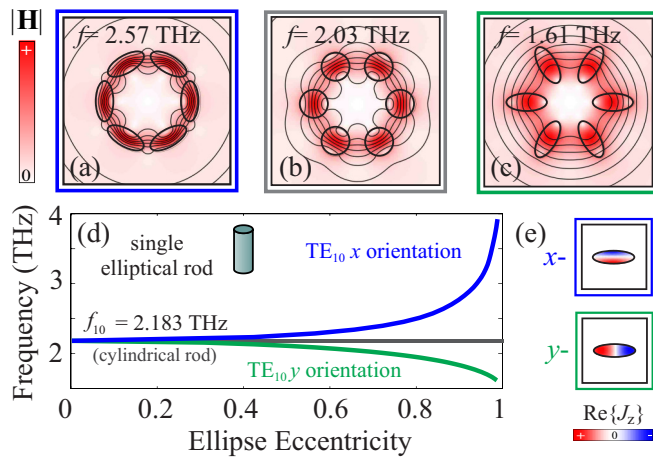 |H|
+
0
f= 2.57 THz
(a)
f= 2.03 THz
(b)
f= 1.61 THz
(c)
Frequency (THz)
4
3
2
(d)
single
elliptical rod
TE₁₀ x orientation
f₁₀ = 2.183 THz
(cylindrical rod)
TE₁₀ y orientation
0
0.2
0.4
0.6
0.8
1
Ellipse Eccentricity
(e)
x-
y-
Re{J_z}
+ 0 -